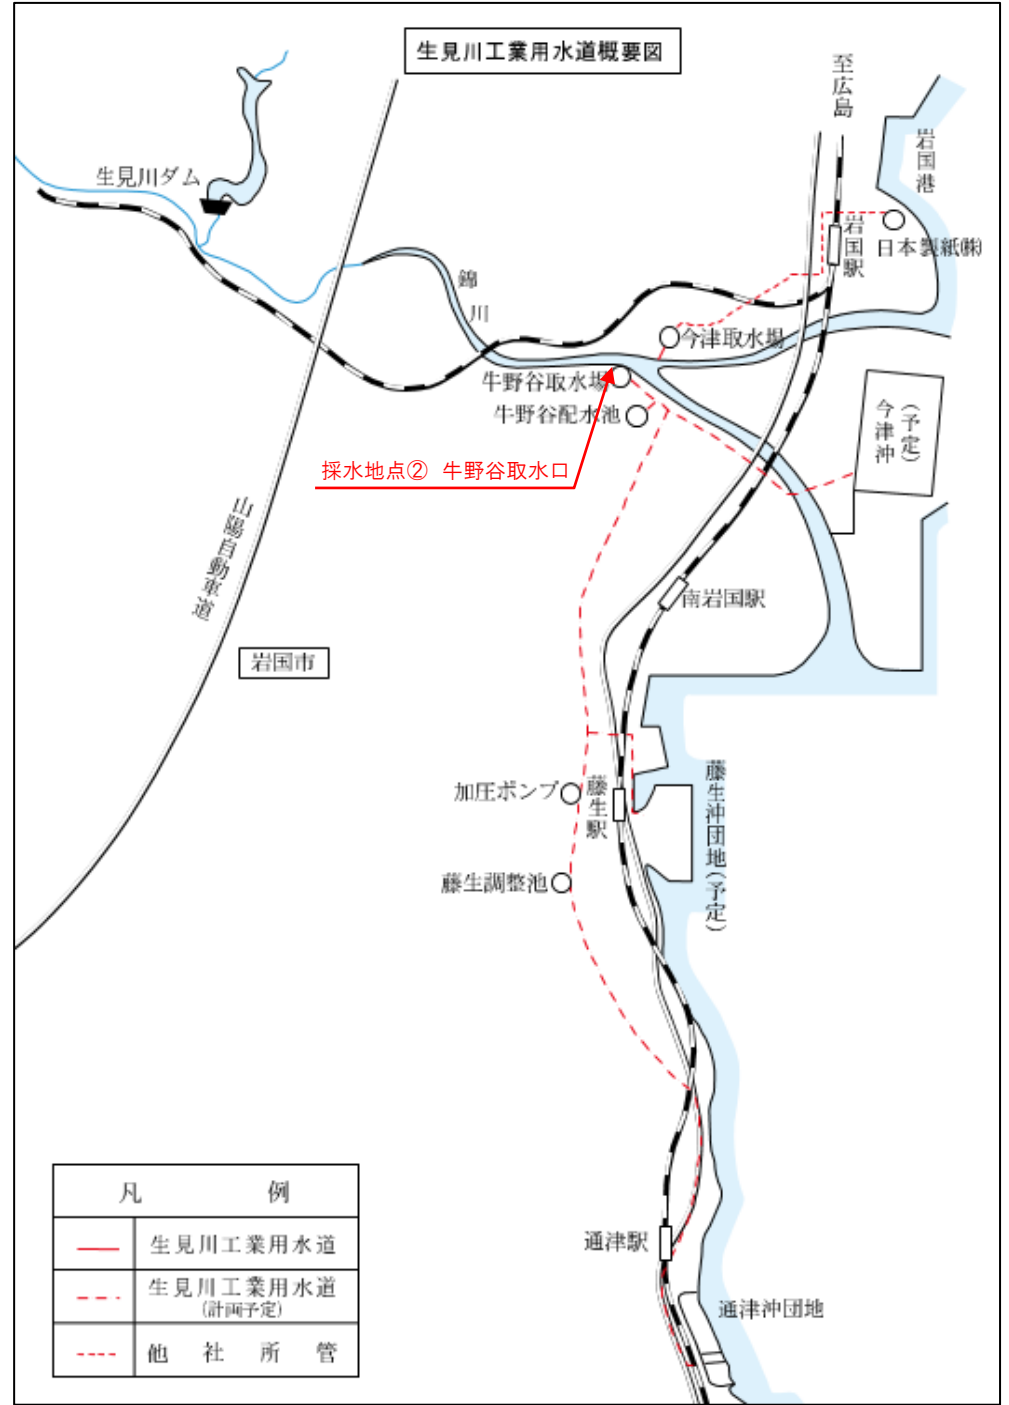 生見川工業用水道概要図
至広島
岩国港
生見川ダム
岩国駅
日本製紙㈱
錦川
今津取水場
牛野谷取水場
牛野谷配水池
今津沖
(予定)
採水地点② 牛野谷取水口
山陽自動車道
南岩国駅
岩国市
加圧ポンプ
藤生駅
藤生沖団地(予定)
藤生調整池
凡 例
生見川工業用水道
生見川工業用水道
(計画予定)
他社所管
通津駅
通津沖団地